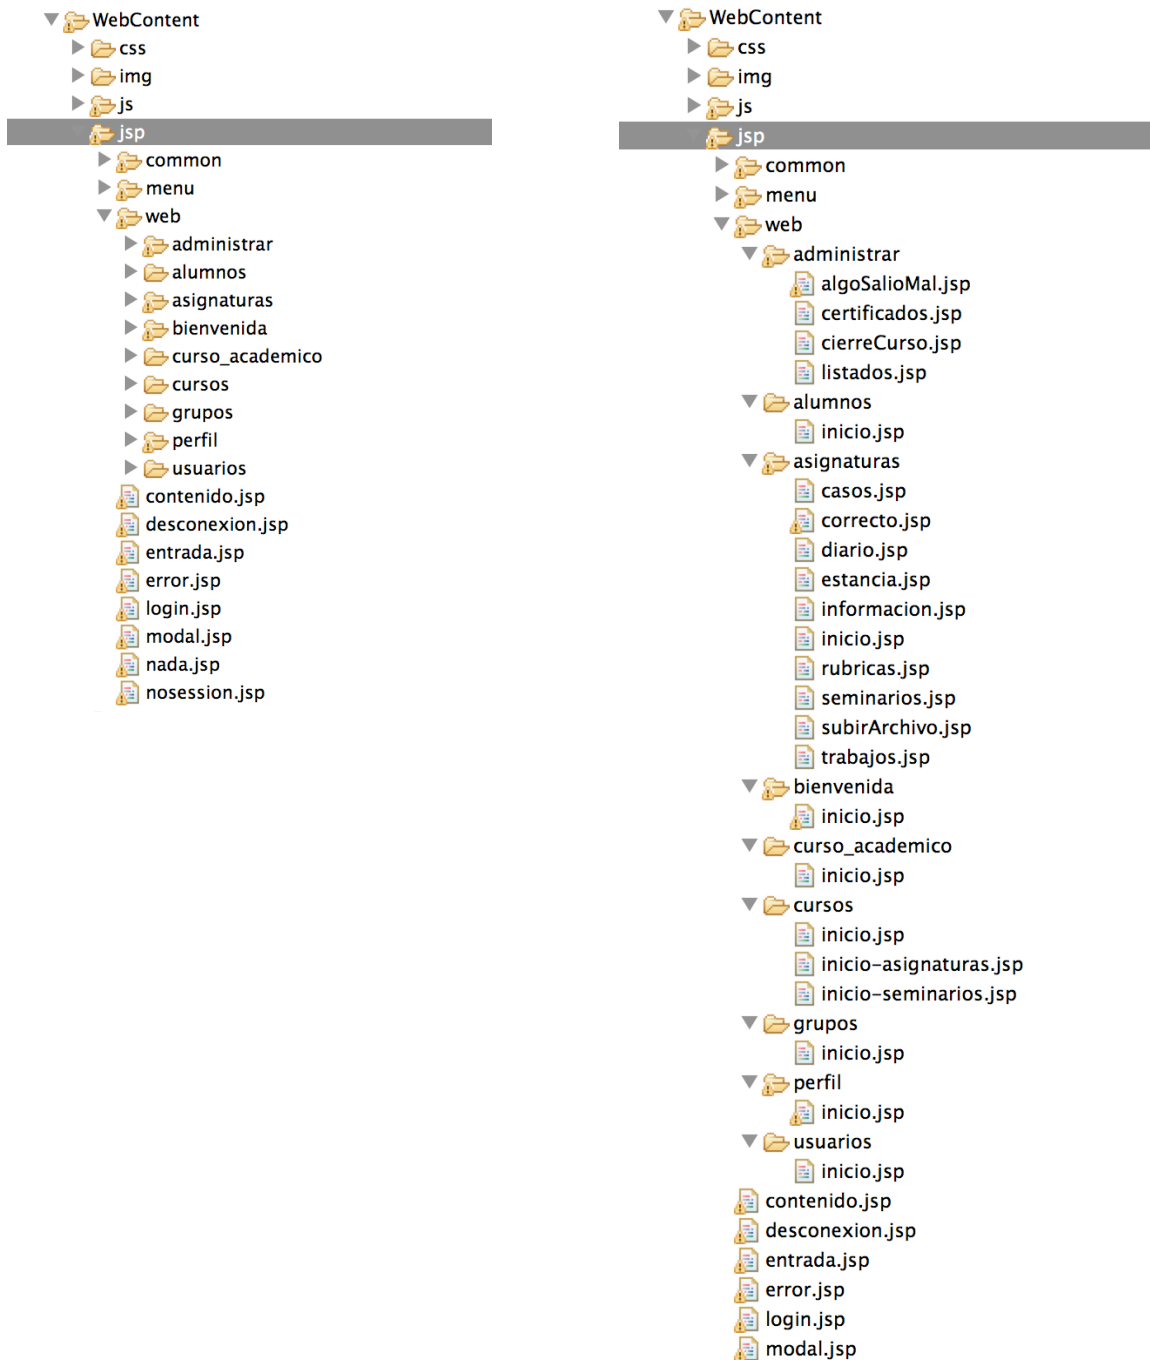 WebContent
css
img
js
jsp
common
menu
web
administrar
alumnos
asignaturas
bienvenida
curso_academico
cursos
grupos
perfil
usuarios
contenido.jsp
desconexion.jsp
entrada.jsp
error.jsp
login.jsp
modal.jsp
nada.jsp
nosession.jsp
WebContent
css
img
js
jsp
common
menu
web
administrar
algoSalioMal.jsp
certificados.jsp
cierreCurso.jsp
listados.jsp
alumnos
inicio.jsp
asignaturas
casos.jsp
correcto.jsp
diario.jsp
estancia.jsp
informacion.jsp
inicio.jsp
rubricas.jsp
seminarios.jsp
subirArchivo.jsp
trabajos.jsp
bienvenida
inicio.jsp
curso_academico
inicio.jsp
cursos
inicio.jsp
inicio-asignaturas.jsp
inicio-seminarios.jsp
grupos
inicio.jsp
perfil
inicio.jsp
usuarios
inicio.jsp
contenido.jsp
desconexion.jsp
entrada.jsp
error.jsp
login.jsp
modal.jsp